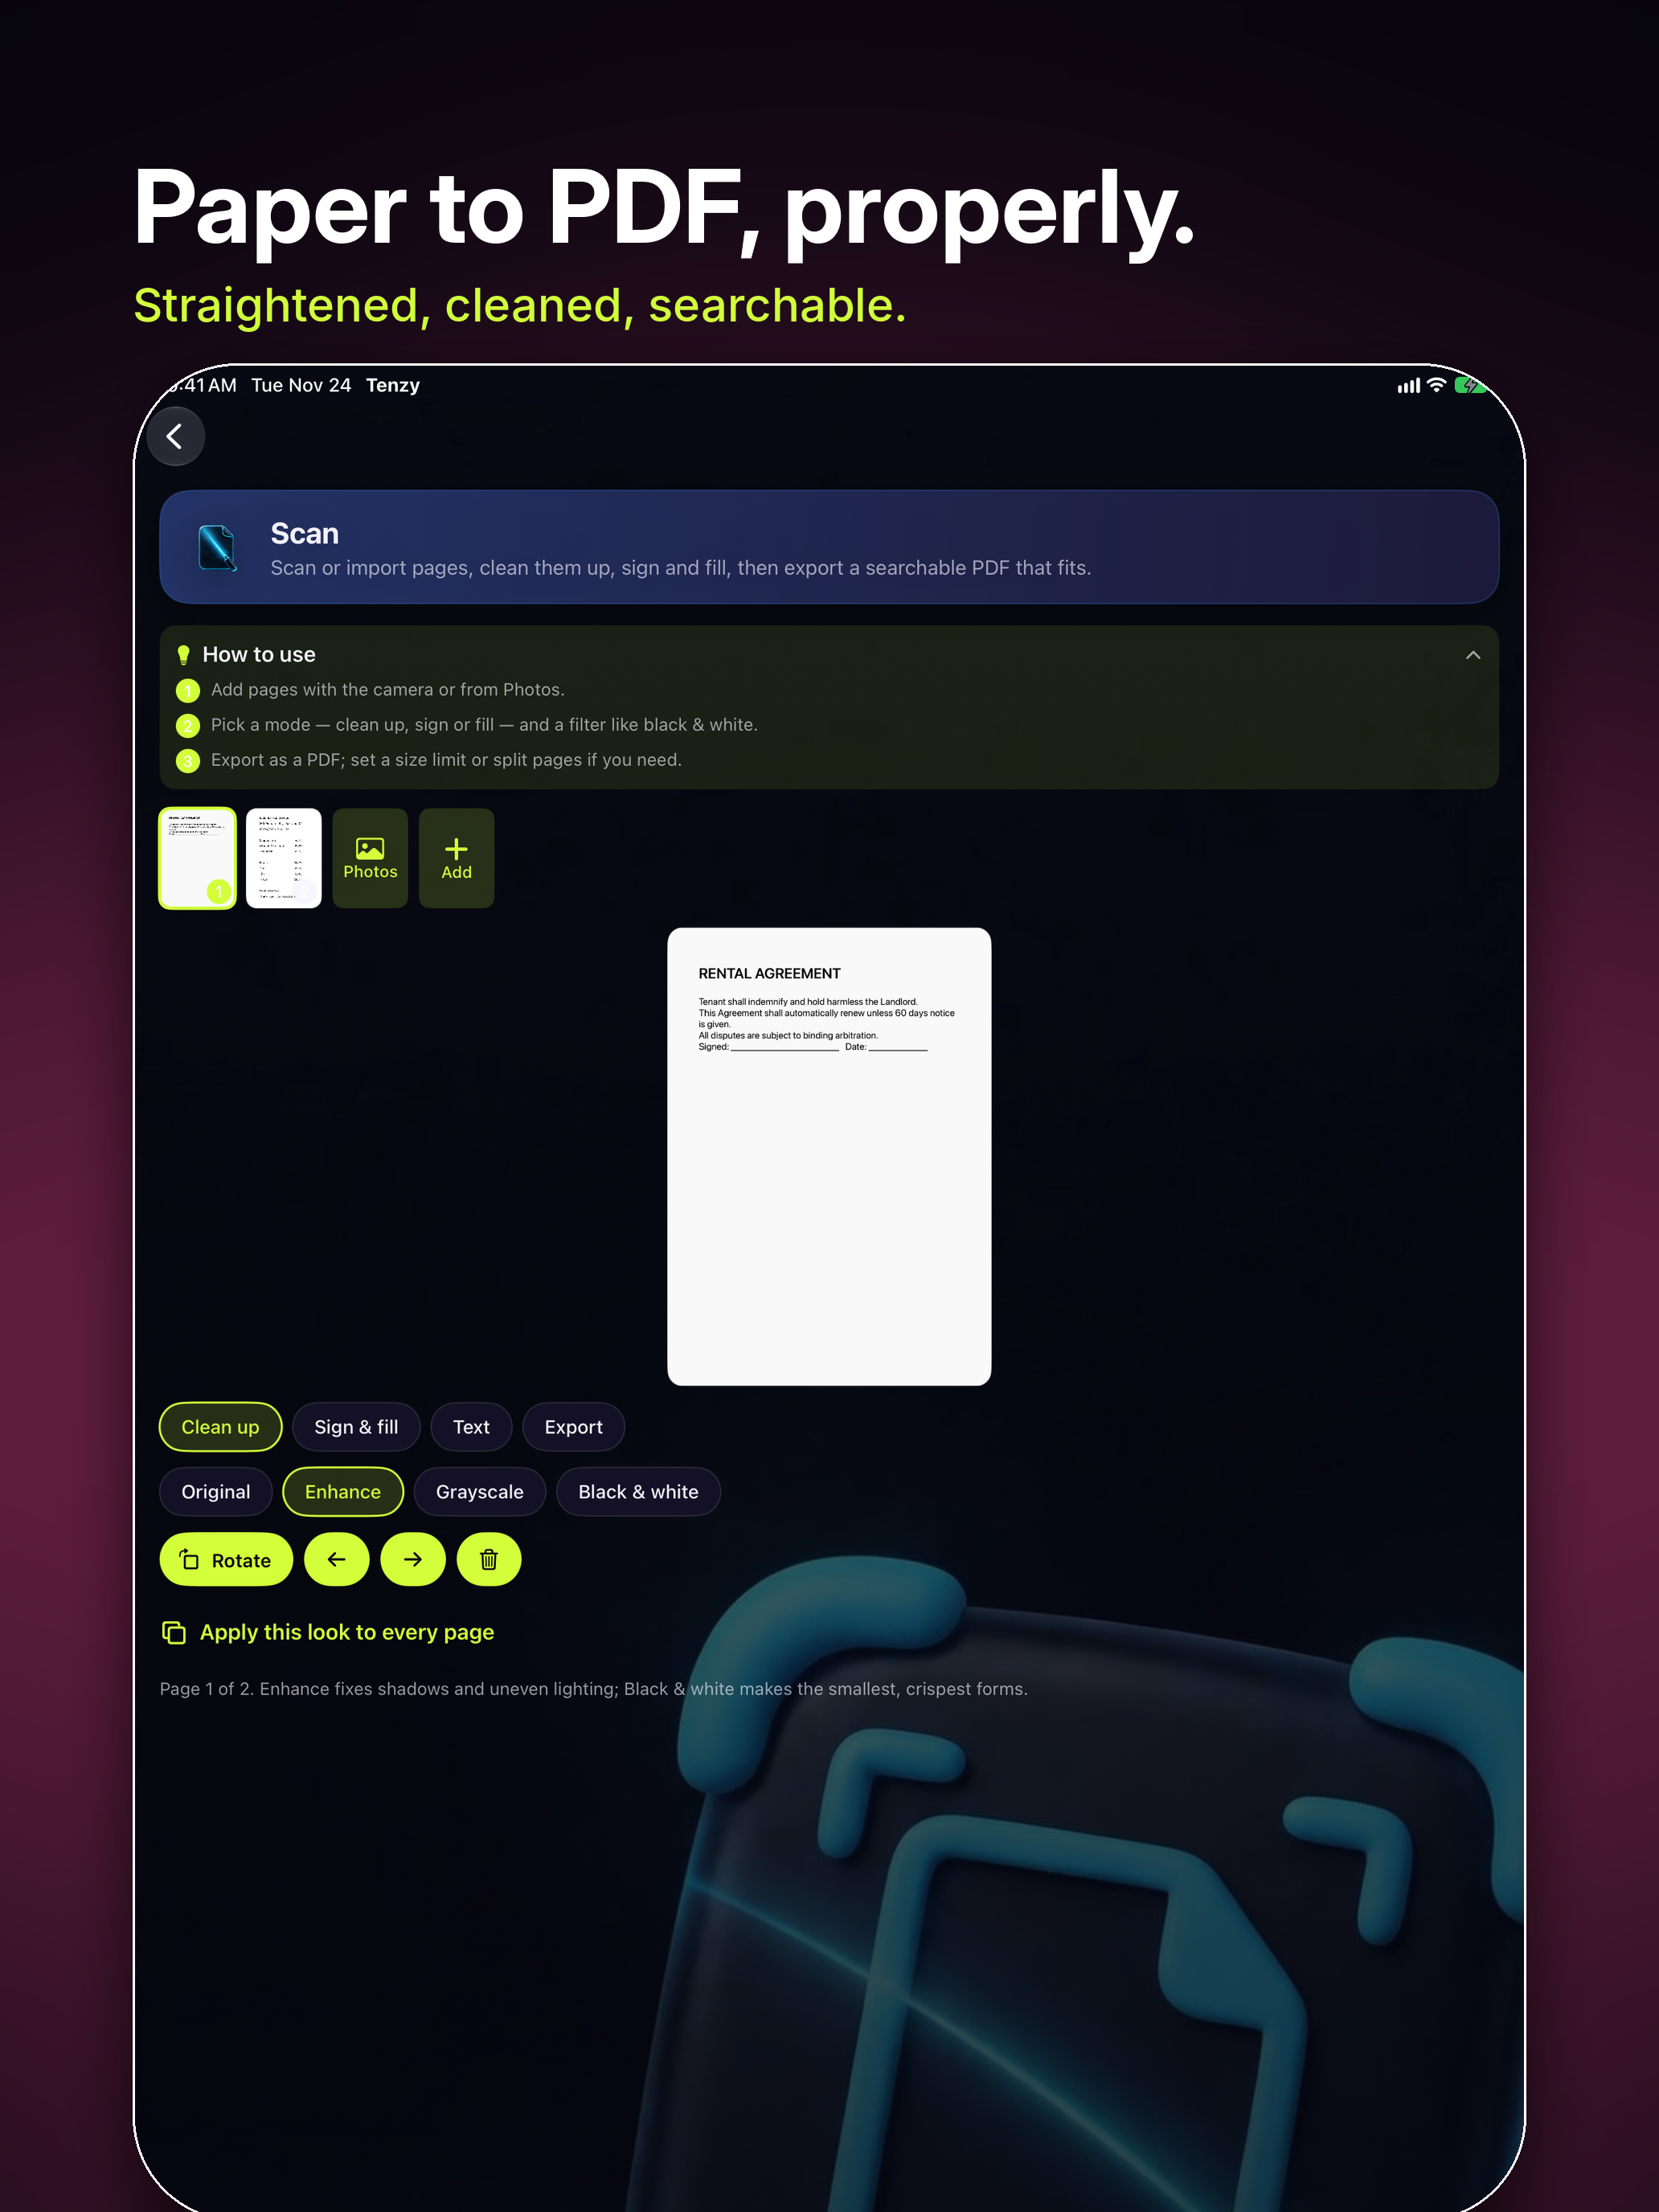 Paper to PDF, properly.
Straightened, cleaned, searchable.
:41 AM Tue Nov 24 Tenzy
Scan
Scan or import pages, clean them up, sign and fill, then export a searchable PDF that fits.
How to use
1 Add pages with the camera or from Photos.
2 Pick a mode — clean up, sign or fill — and a filter like black & white.
3 Export as a PDF; set a size limit or split pages if you need.
1
Photos
Add
RENTAL AGREEMENT
Tenant shall indemnify and hold harmless the Landlord.
This Agreement shall automatically renew unless 60 days notice
is given.
All disputes are subject to binding arbitration.
Signed: ____________________ Date: ___________
Clean up Sign & fill Text Export
Original Enhance Grayscale Black & white
Rotate
Apply this look to every page
Page 1 of 2. Enhance fixes shadows and uneven lighting; Black & white makes the smallest, crispest forms.